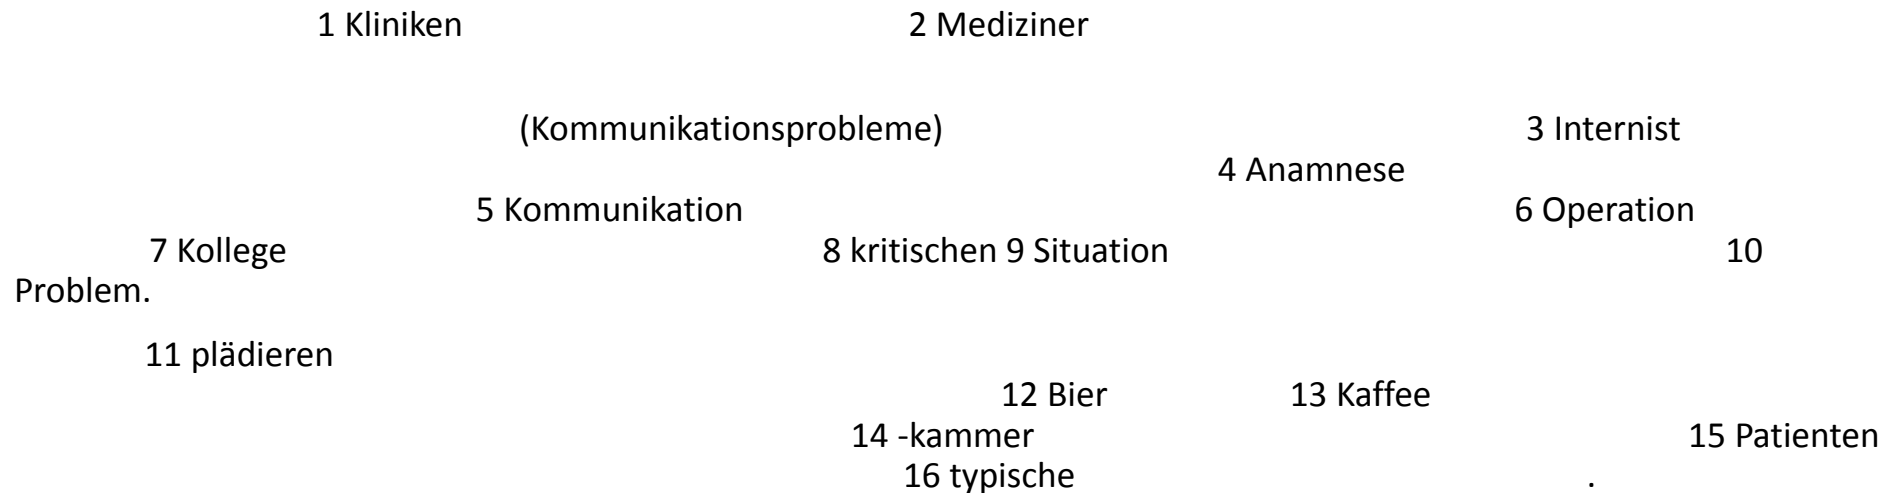 1 Kliniken 2 Mediziner
(Kommunikationsprobleme) 3 Internist
4 Anamnese
5 Kommunikation 6 Operation
7 Kollege 8 kritischen 9 Situation 10
Problem.
11 plädieren
12 Bier 13 Kaffee
14 -kammer 15 Patienten
16 typische .